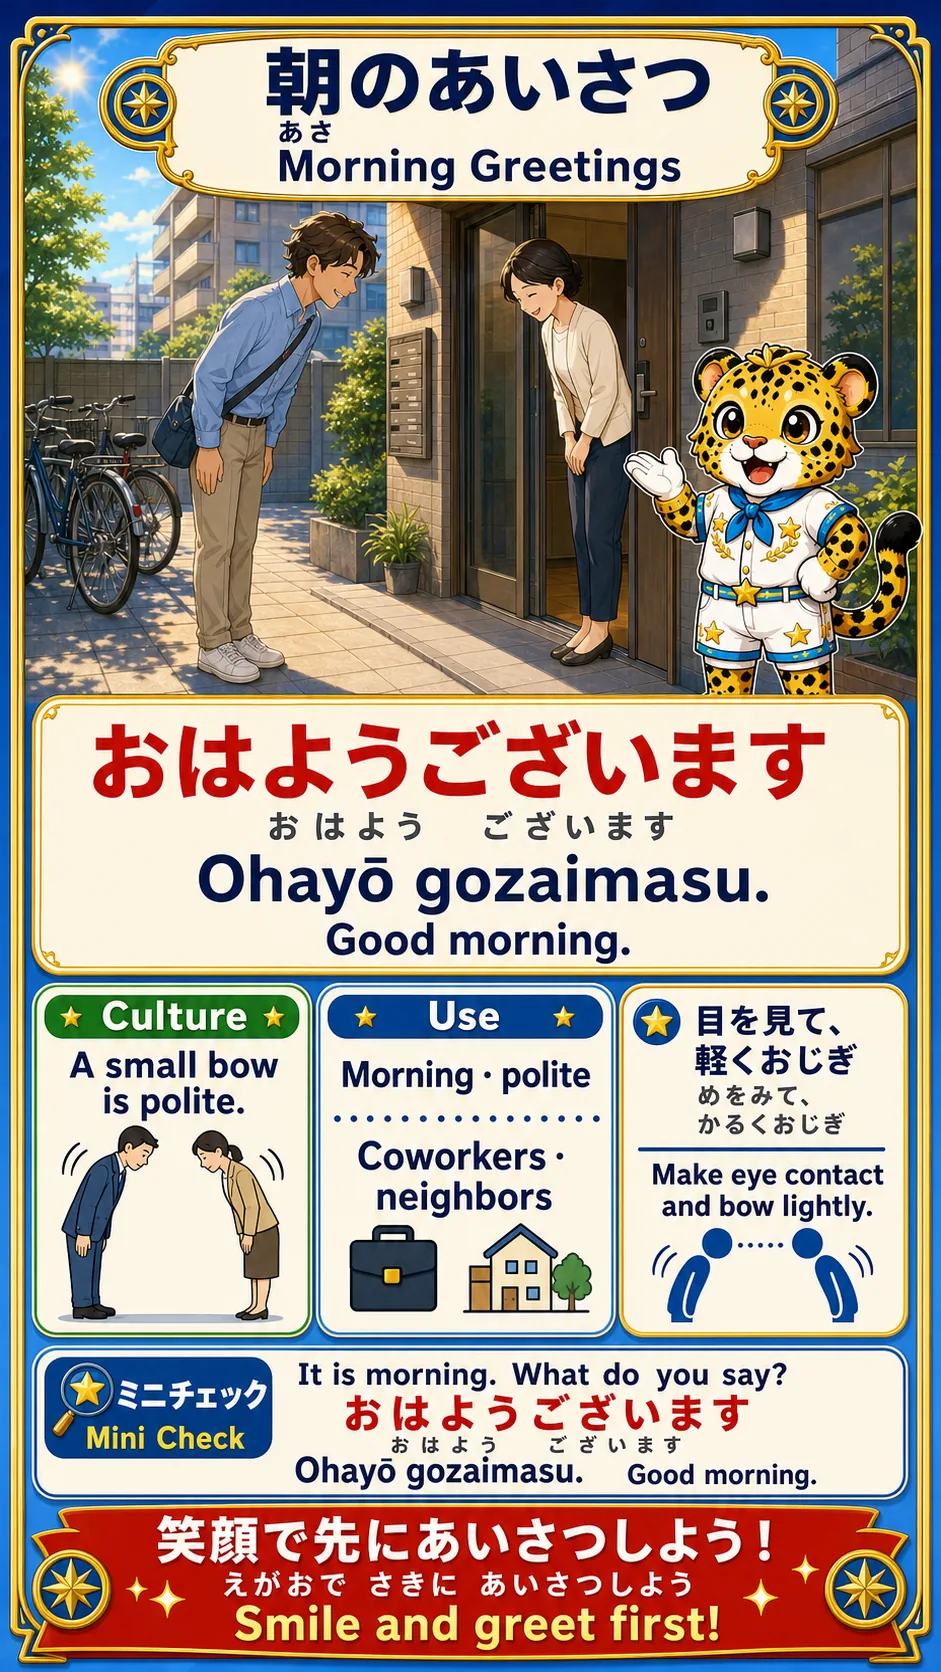 朝のあいさつ
あさ
Morning Greetings
おはようございます
おはよう ございます
Ohayō gozaimasu.
Good morning.
Culture
A small bow
is polite.
Use
Morning · polite
Coworkers ·
neighbors
目を見て、
軽くおじぎ
めをみて、
かるくおじぎ
Make eye contact
and bow lightly.
ミニチェック
Mini Check
It is morning. What do you say?
おはようございます
おはよう ございます
Ohayō gozaimasu. Good morning.
笑顔で先にあいさつしよう!
えがおで さきに あいさつしよう
Smile and greet first!